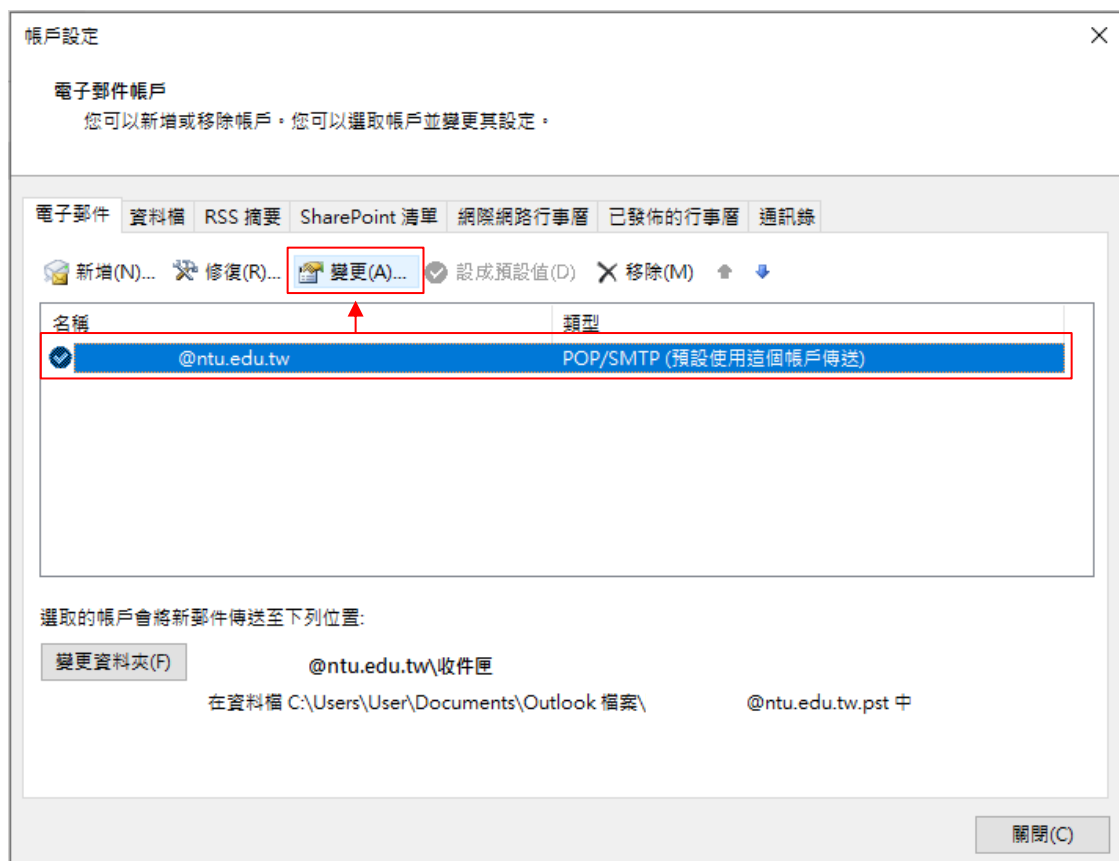 帳戶設定
電子郵件帳戶
您可以新增或移除帳戶。您可以選取帳戶並變更其設定。
電子郵件 資料檔 RSS 摘要 SharePoint 清單 網際網路行事曆 已發佈的行事曆 通訊錄
新增(N)... 修復(R)... 變更(A)... 設成預設值(D) 移除(M)
名稱 類型
@ntu.edu.tw POP/SMTP (預設使用這個帳戶傳送)
選取的帳戶會將新郵件傳送至下列位置:
變更資料夾(F) @ntu.edu.tw\收件匣
在資料檔 C:\Users\User\Documents\Outlook 檔案\ @ntu.edu.tw.pst 中
關閉(C)